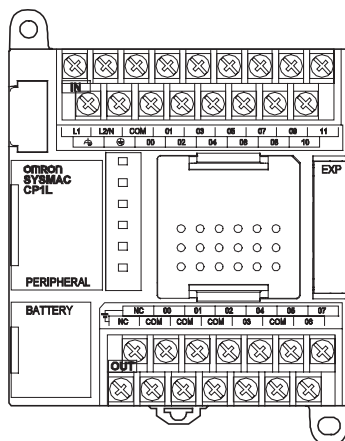 IN
L1 L2/N COM 01 03 05 07 09 11
00 02 04 06 08 10
OMRON
SYSMAC
CP1L
EXP
PERIPHERAL
BATTERY
NC 00 01 02 04 05 07
NC COM COM COM 03 COM 06
OUT